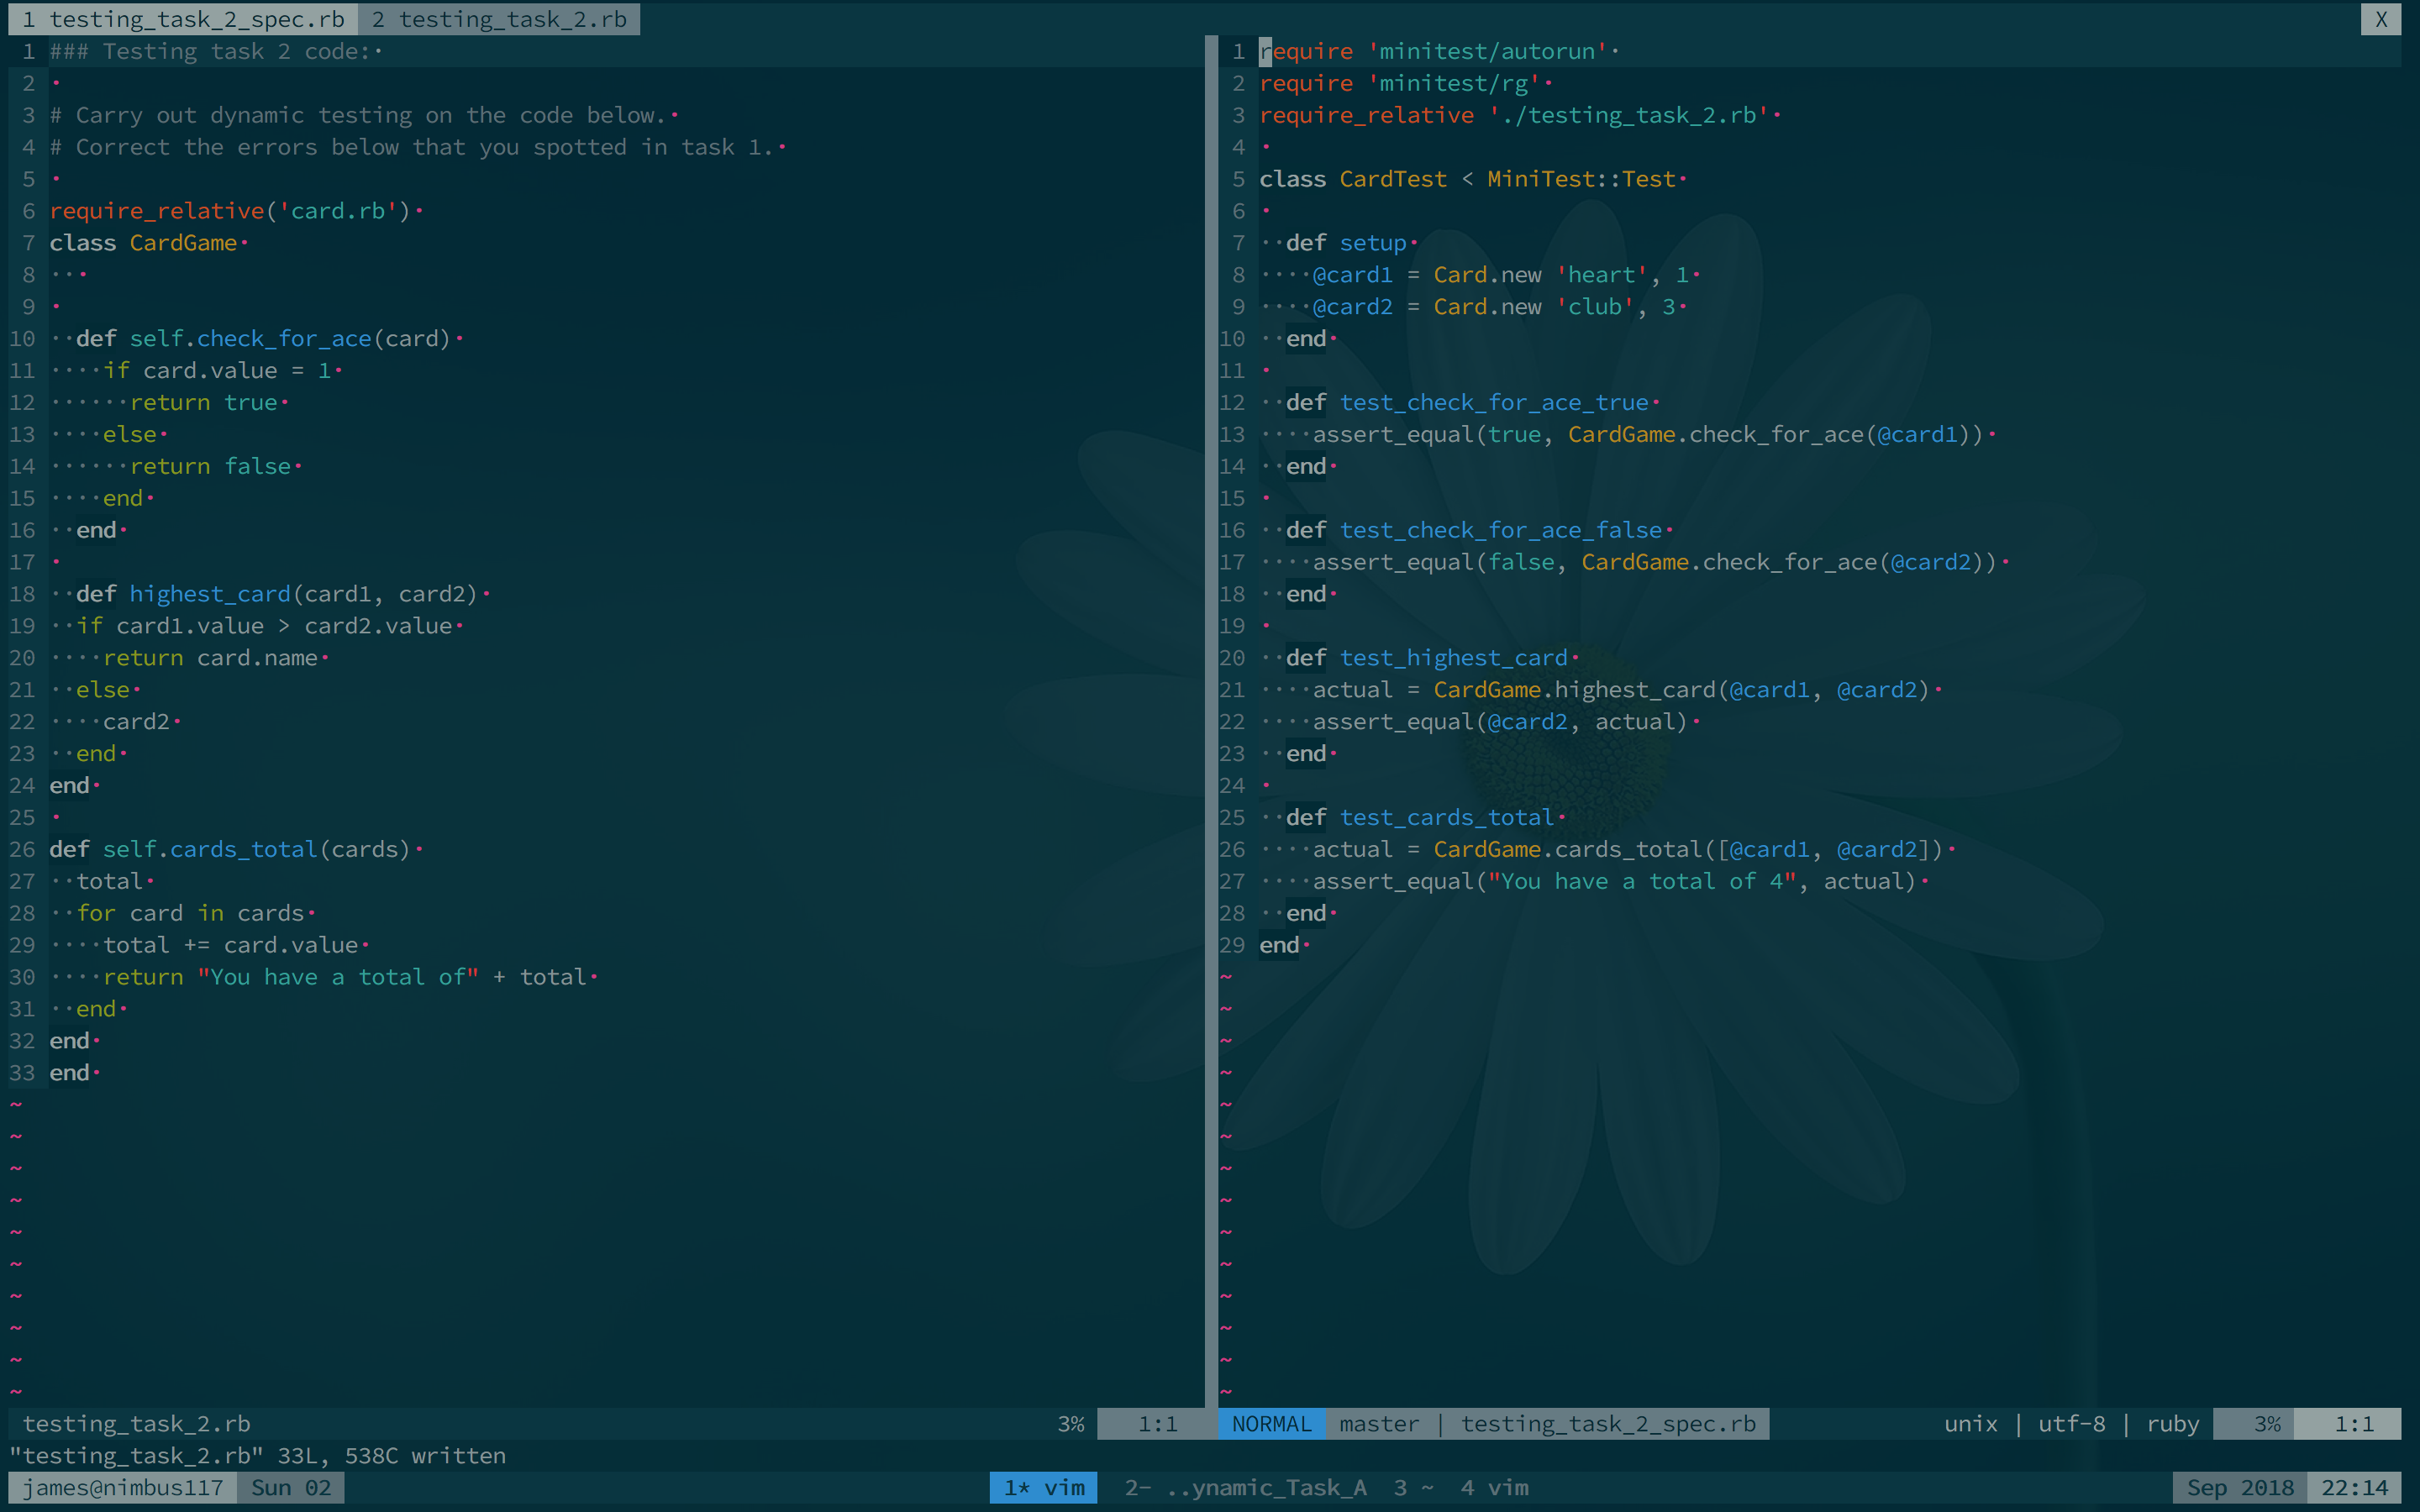 1 testing_task_2_spec.rb  2 testing_task_2.rb  X
1 ### Testing task 2 code:
2
3 # Carry out dynamic testing on the code below.
4 # Correct the errors below that you spotted in task 1.
5
6 require_relative('card.rb')
7 class CardGame
8
9
10   def self.check_for_ace(card)
11     if card.value = 1
12       return true
13     else
14       return false
15     end
16   end
17
18   def highest_card(card1, card2)
19   if card1.value > card2.value
20     return card.name
21   else
22     card2
23   end
24 end
25
26 def self.cards_total(cards)
27   total
28   for card in cards
29     total += card.value
30     return "You have a total of" + total
31   end
32 end
33 end
~
~
~
~
~
~
~
~
~
~
testing_task_2.rb  3%  1:1
1 require 'minitest/autorun'
2 require 'minitest/rg'
3 require_relative './testing_task_2.rb'
4
5 class CardTest < MiniTest::Test
6
7   def setup
8     @card1 = Card.new 'heart', 1
9     @card2 = Card.new 'club', 3
10   end
11
12   def test_check_for_ace_true
13     assert_equal(true, CardGame.check_for_ace(@card1))
14   end
15
16   def test_check_for_ace_false
17     assert_equal(false, CardGame.check_for_ace(@card2))
18   end
19
20   def test_highest_card
21     actual = CardGame.highest_card(@card1, @card2)
22     assert_equal(@card2, actual)
23   end
24
25   def test_cards_total
26     actual = CardGame.cards_total([@card1, @card2])
27     assert_equal("You have a total of 4", actual)
28   end
29 end
~
~
~
~
~
~
~
~
~
~
~
~
~
~
NORMAL  master | testing_task_2_spec.rb  unix | utf-8 | ruby  3%  1:1
"testing_task_2.rb" 33L, 538C written
james@nimbus117  Sun 02  1* vim  2- ..ynamic_Task_A  3 ~  4 vim  Sep 2018  22:14